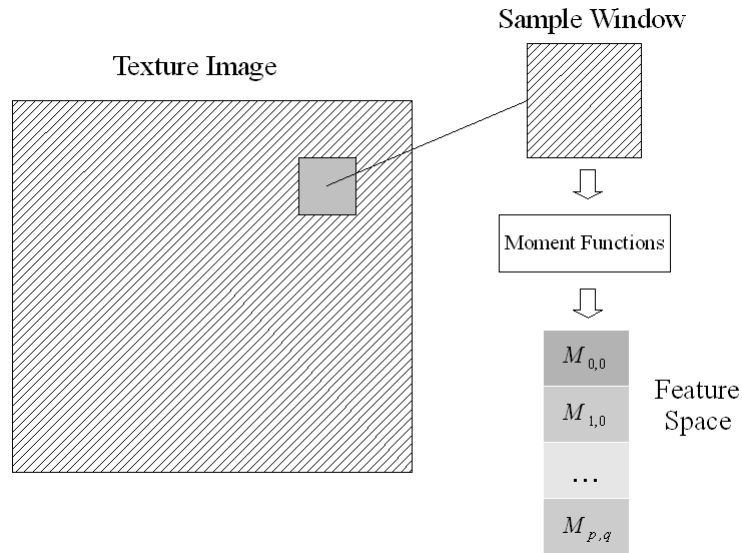 Sample Window
Texture Image
Moment Functions
M0,0
M1,0
Feature
Space
...
Mp,q